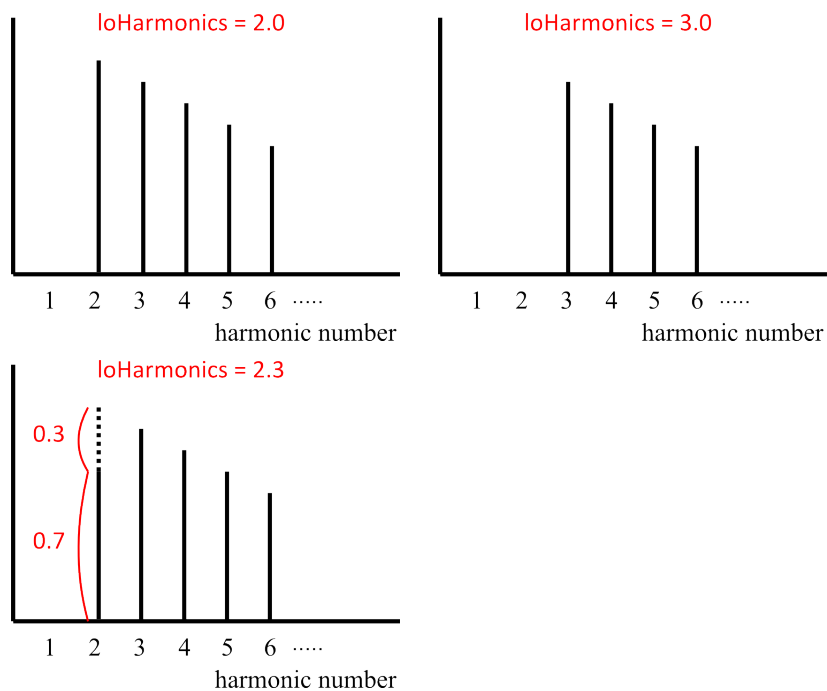 loHarmonics = 2.0
1 2 3 4 5 6 .....
harmonic number
loHarmonics = 3.0
1 2 3 4 5 6 .....
harmonic number
loHarmonics = 2.3
0.3
0.7
1 2 3 4 5 6 .....
harmonic number